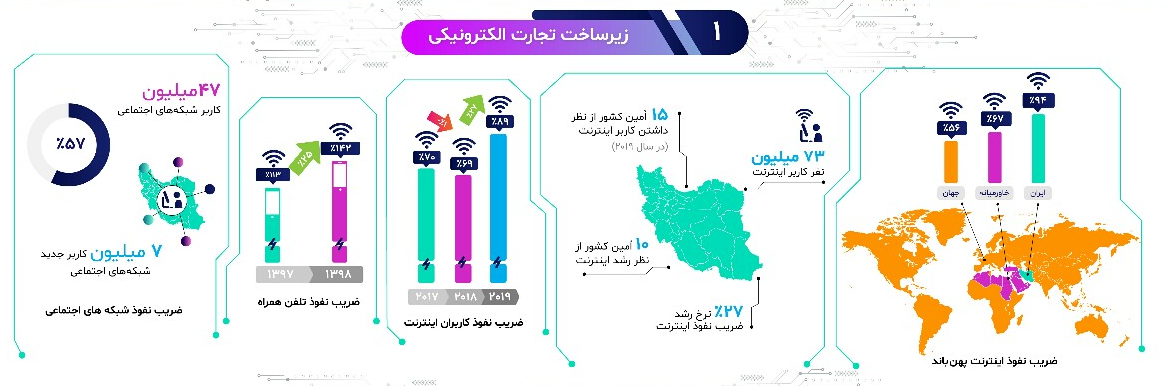 ۱
زیرساخت تجارت الکترونیکی
٪۹۴
٪۶۷
٪۵۶
ایران
خاورمیانه
جهان
ضریب نفوذ اینترنت پهن‌باند
۷۳ میلیون
نفر کاربر اینترنت
۱۵ اُمین کشور از نظر
داشتن کاربر اینترنت
(در سال ۲۰۱۹)
۱۰ اُمین کشور از
نظر رشد اینترنت
٪۲۷ نرخ رشد
ضریب نفوذ اینترنت
٪۷۰
٪۱
٪۶۹
٪۲۷
٪۸۹
۲۰۱۷
۲۰۱۸
۲۰۱۹
ضریب نفوذ کاربران اینترنت
٪۱۱۳
٪۲۵
٪۱۴۲
۱۳۹۷
۱۳۹۸
ضریب نفوذ تلفن همراه
۴۷میلیون
کاربر شبکه‌های اجتماعی
٪۵۷
۷ میلیون کاربر جدید
شبکه‌های اجتماعی
ضریب نفوذ شبکه های اجتماعی